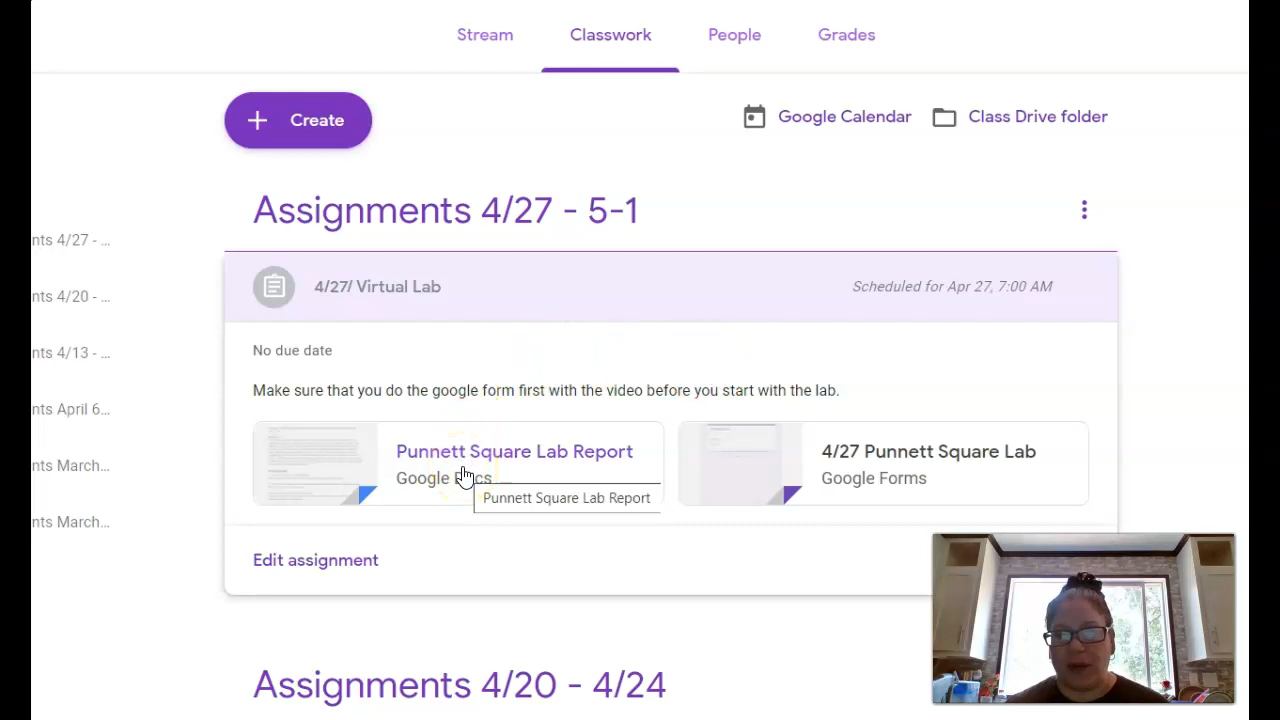 Stream Classwork People Grades
Create
Google Calendar Class Drive folder
Assignments 4/27 - 5-1
nts 4/27 - ...
4/27/ Virtual Lab Scheduled for Apr 27, 7:00 AM
nts 4/20 - ...
No due date
nts 4/13 - ...
Make sure that you do the google form first with the video before you start with the lab.
nts April 6...
Punnett Square Lab Report 4/27 Punnett Square Lab
nts March...
Google Docs Google Forms
Punnett Square Lab Report
nts March...
Edit assignment
Assignments 4/20 - 4/24